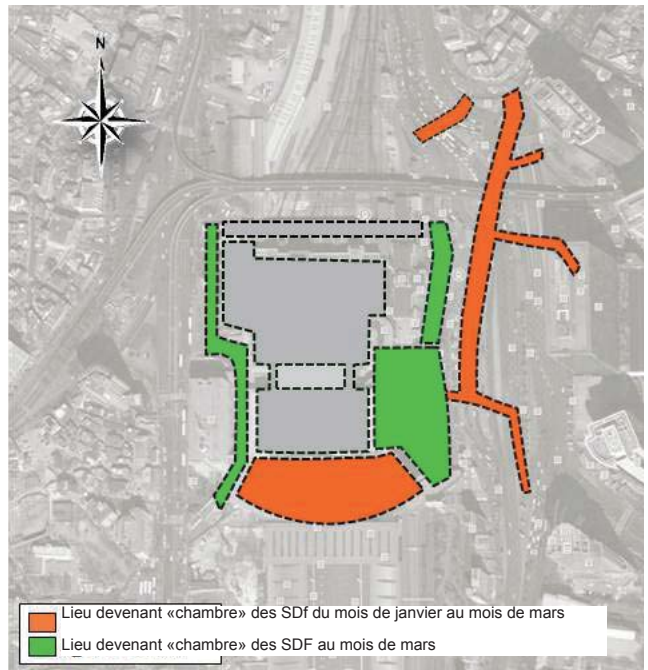 N
Lieu devenant «chambre» des SDf du mois de janvier au mois de mars
Lieu devenant «chambre» des SDF au mois de mars